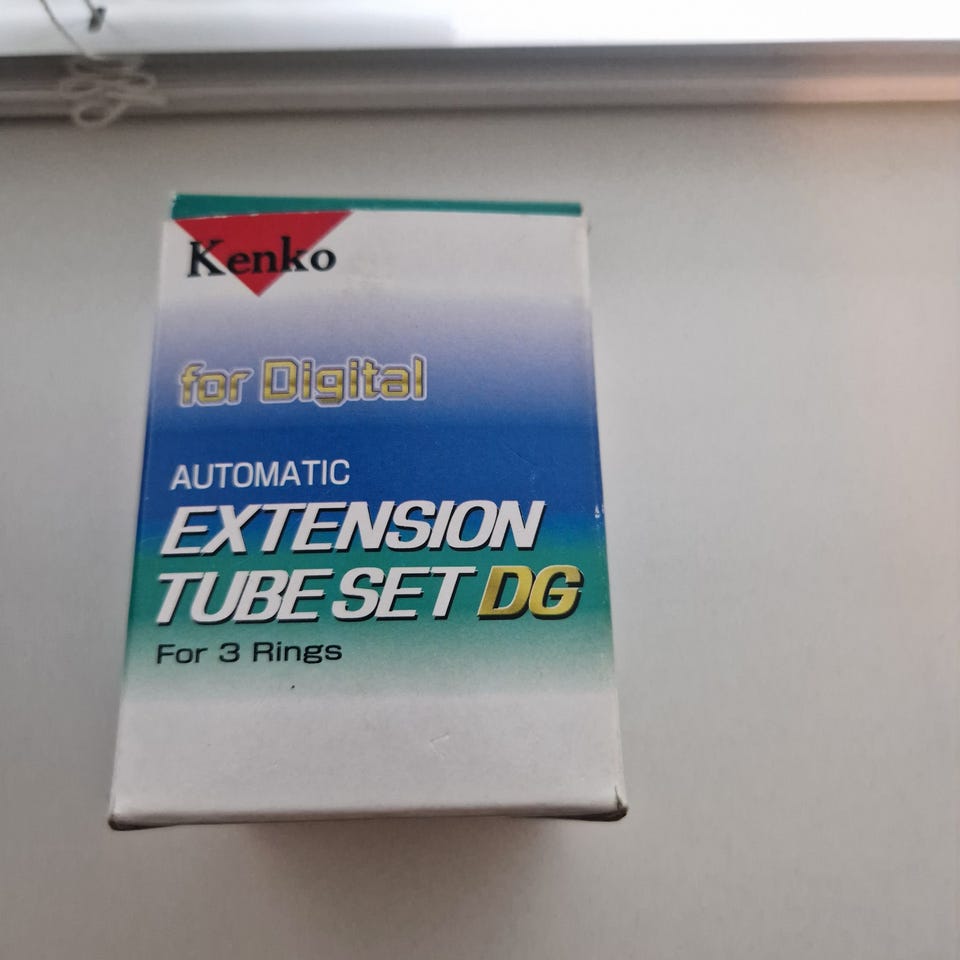 Kenko
for Digital
AUTOMATIC
EXTENSION
TUBE SET DG
For 3 Rings